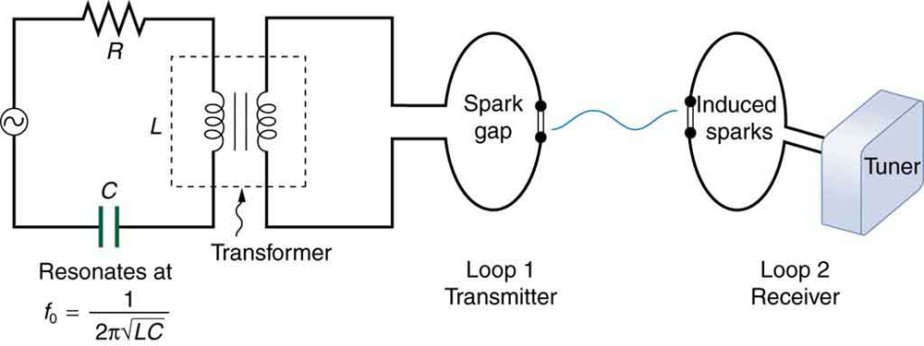 R
L
C
Transformer
Resonates at
f₀ = 1 / 2π√LC
Spark
gap
Induced
sparks
Tuner
Loop 1
Transmitter
Loop 2
Receiver